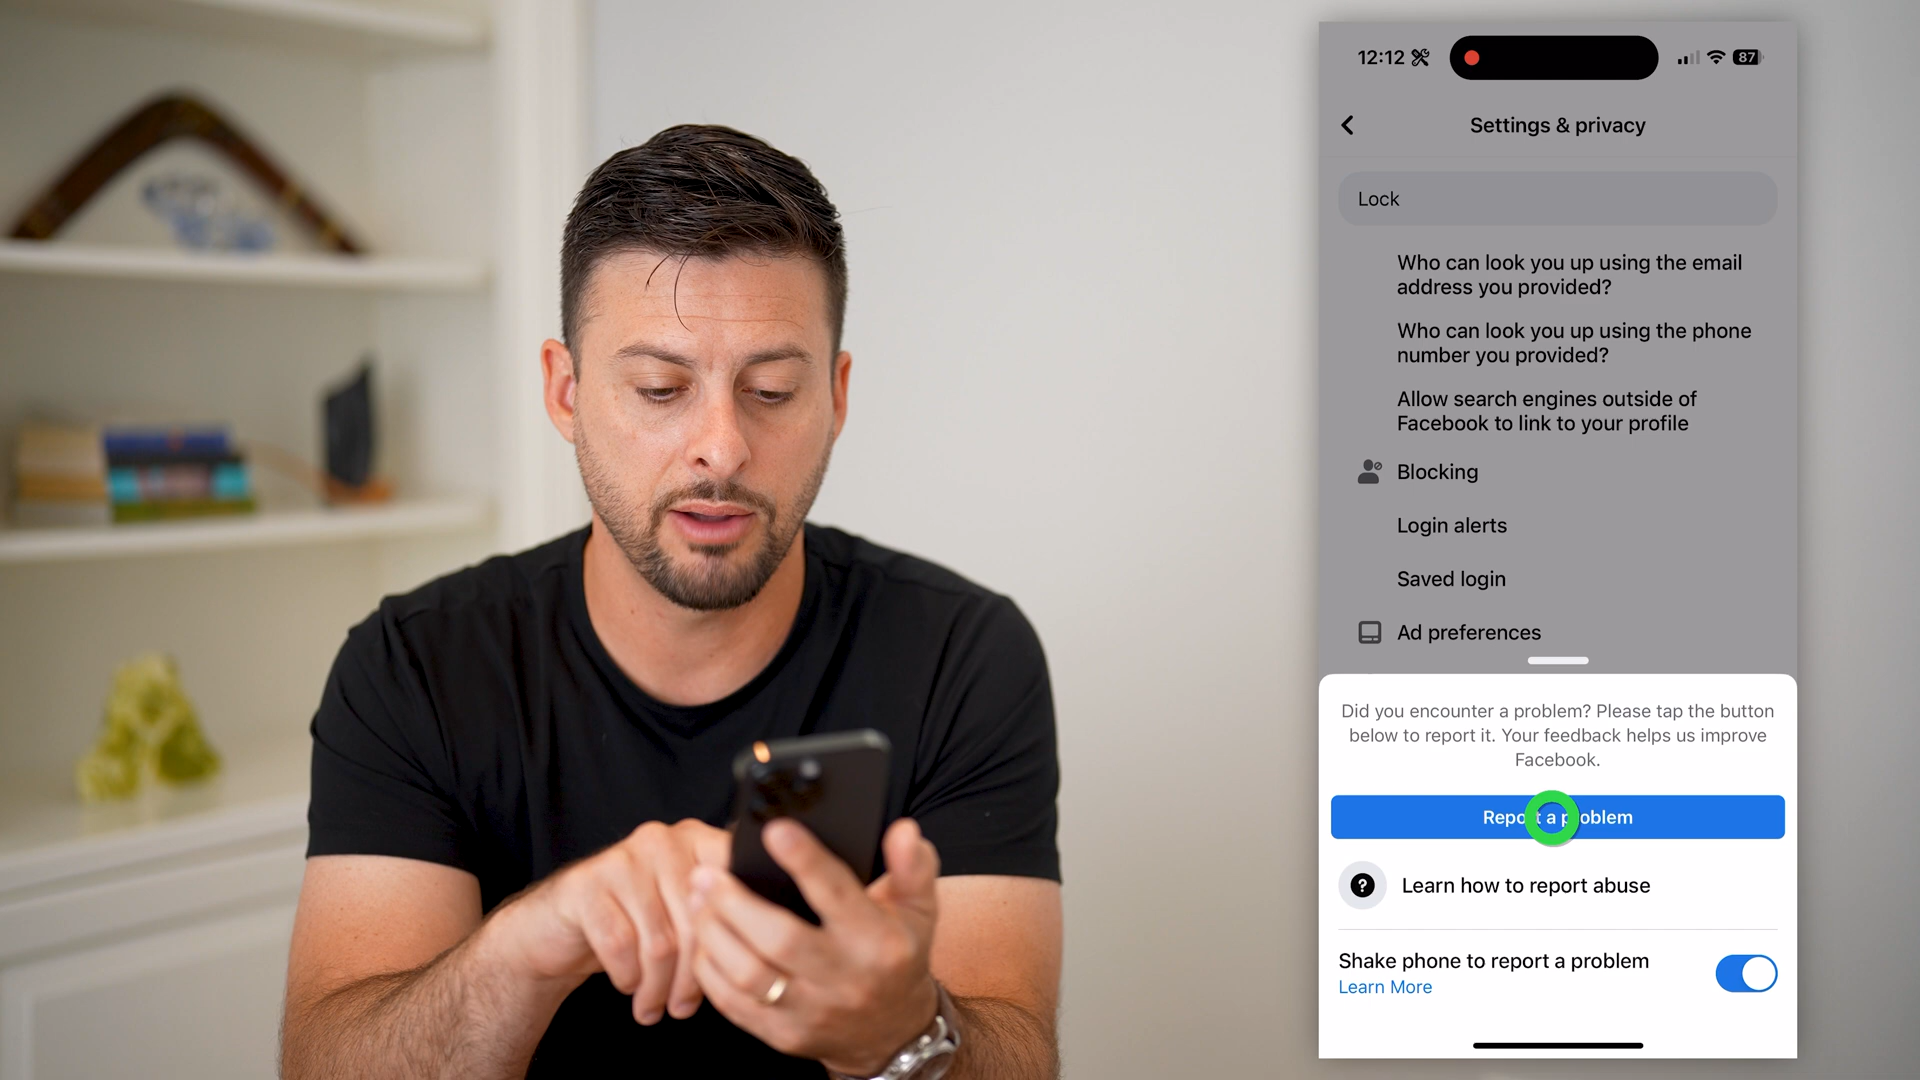 12:12
87
Settings & privacy
Lock
Who can look you up using the email
address you provided?
Who can look you up using the phone
number you provided?
Allow search engines outside of
Facebook to link to your profile
Blocking
Login alerts
Saved login
Ad preferences
Did you encounter a problem? Please tap the button
below to report it. Your feedback helps us improve
Facebook.
Report a problem
Learn how to report abuse
Shake phone to report a problem
Learn More